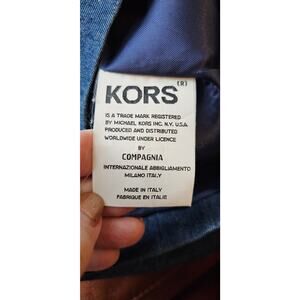 KORS (R)
IS A TRADE MARK REGISTERED
BY MICHAEL KORS INC. N.Y. U.S.A.
PRODUCED AND DISTRIBUTED
WORLDWIDE UNDER LICENCE
BY
COMPAGNIA
INTERNAZIONALE ABBIGLIAMENTO
MILANO ITALY
MADE IN ITALY
FABRIQUE EN ITALIE